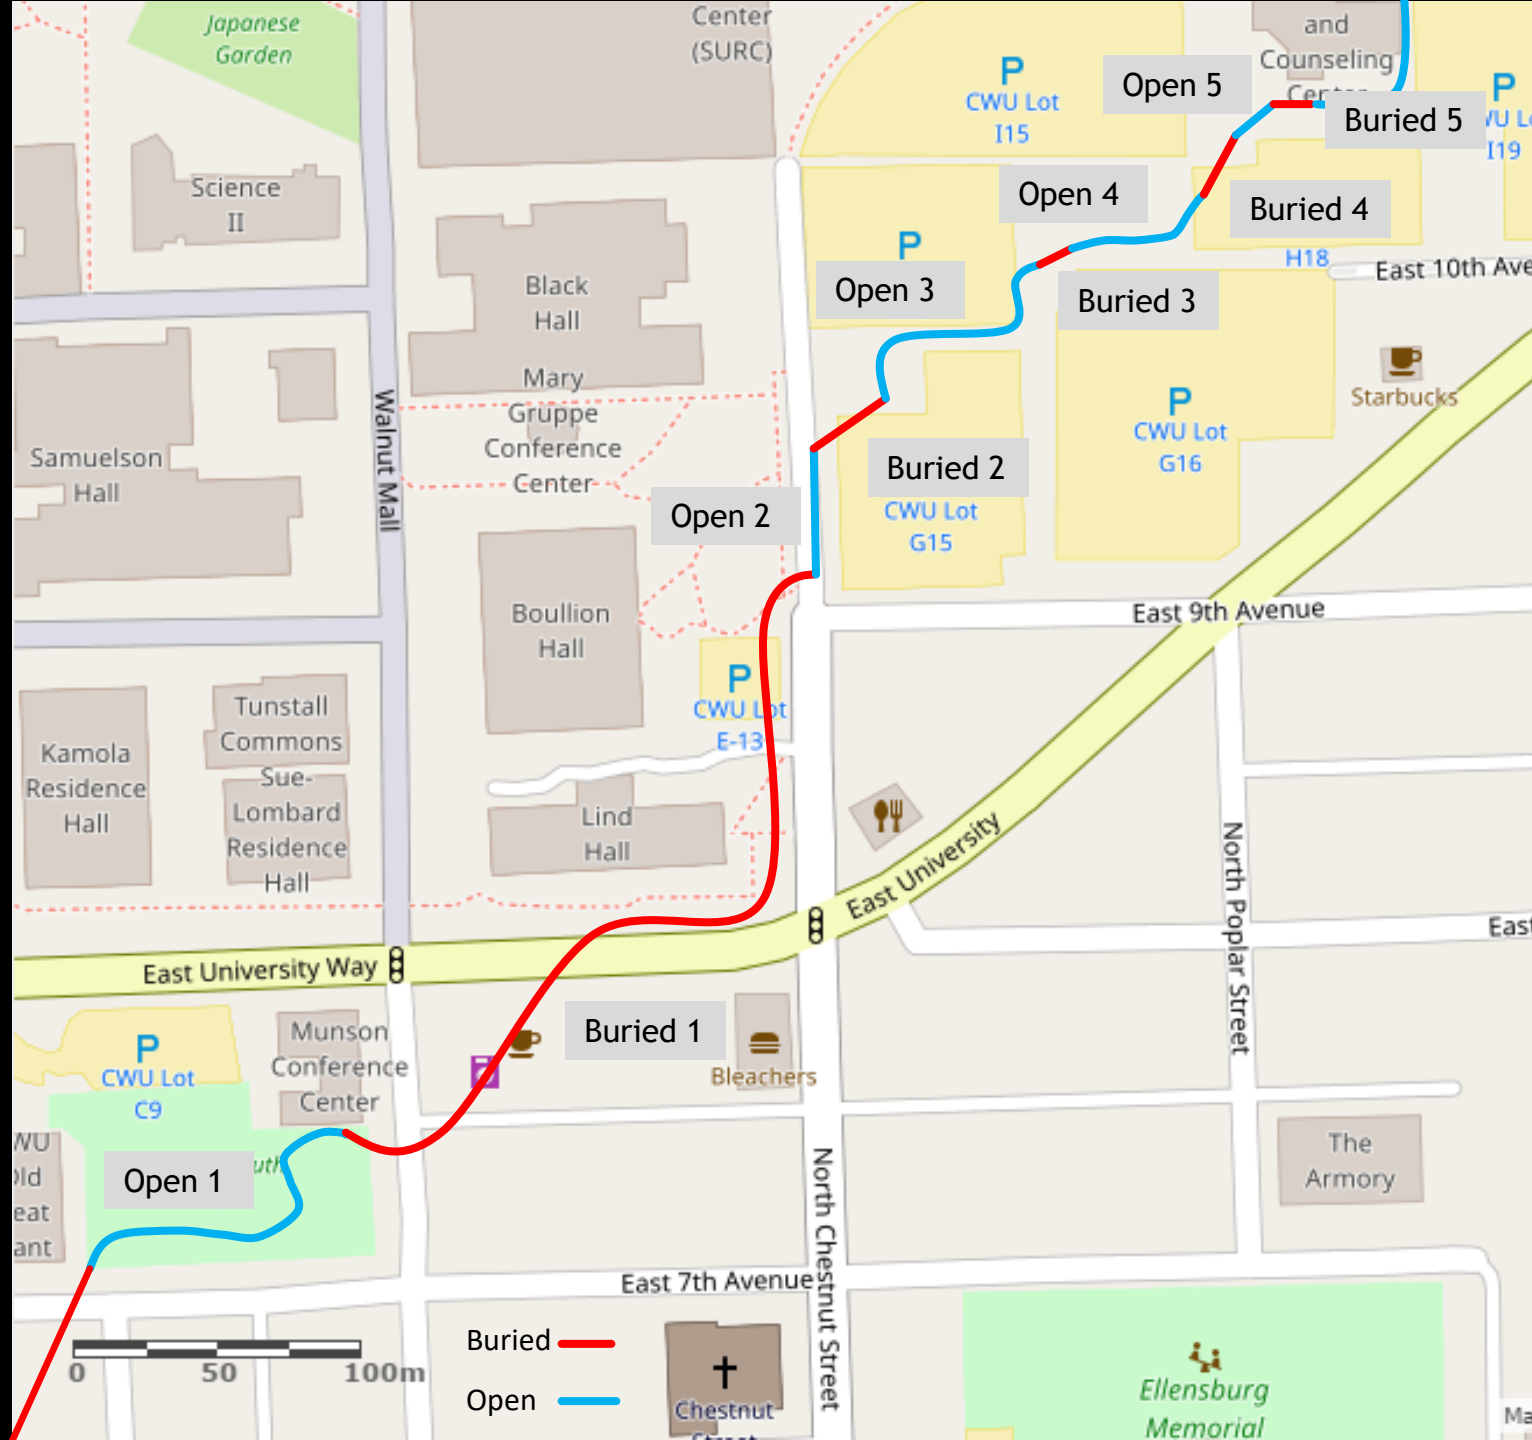 Japanese
Garden
Center
(SURC)
and
Counseling
Center
P
CWU Lot
I15
Open 5
Buried 5
P
I19
Science
II
Open 4
Buried 4
H18
East 10th Ave
P
Open 3
Buried 3
Black
Hall
Mary
Gruppe
Conference
Center
Walnut Mall
Samuelson
Hall
Starbucks
P
CWU Lot
G16
Buried 2
CWU Lot
G15
Open 2
East 9th Avenue
Boullion
Hall
P
CWU Lot
E-13
Tunstall
Commons
Kamola
Residence
Hall
Sue-
Lombard
Residence
Hall
Lind
Hall
East University
North Poplar Street
East
East University Way
P
CWU Lot
C9
Munson
Conference
Center
Buried 1
Bleachers
Open 1
The
Armory
North Chestnut Street
East 7th Avenue
0 50 100m
Buried
Open
Chestnut
Ellensburg
Memorial